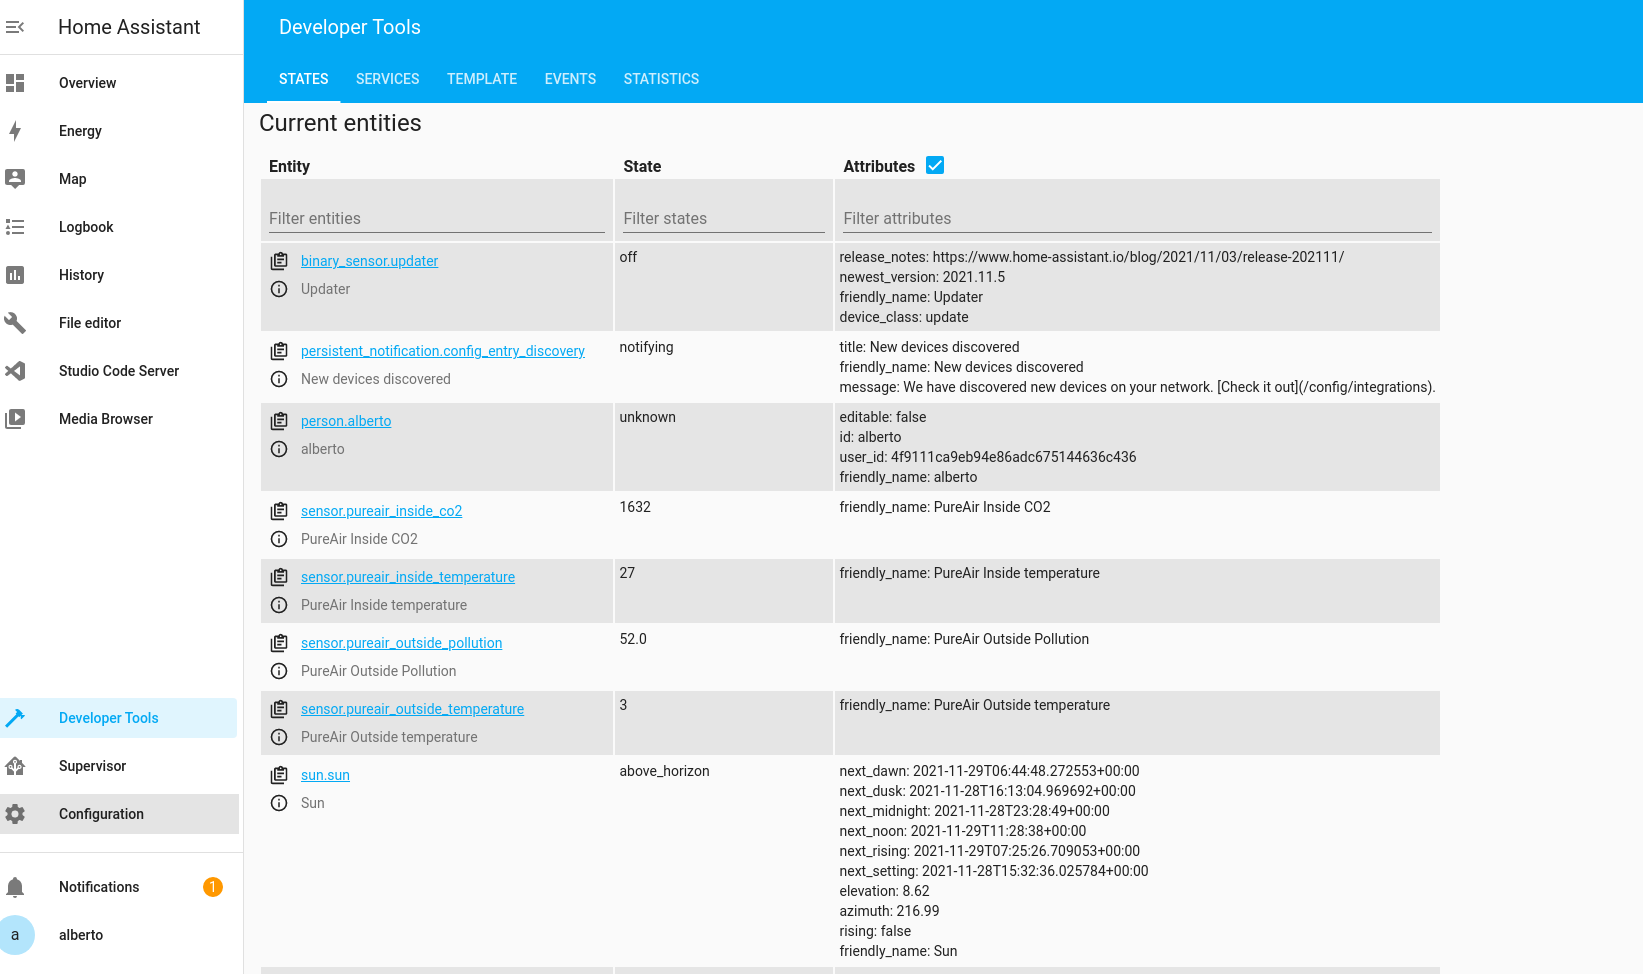 Home Assistant
Overview
Energy
Map
Logbook
History
File editor
Studio Code Server
Media Browser
Developer Tools
Supervisor
Configuration
Notifications 1
a alberto
Developer Tools
STATES SERVICES TEMPLATE EVENTS STATISTICS
Current entities
Entity State Attributes
Filter entities Filter states Filter attributes
binary_sensor.updater
Updater
off
release_notes: https://www.home-assistant.io/blog/2021/11/03/release-202111/
newest_version: 2021.11.5
friendly_name: Updater
device_class: update
persistent_notification.config_entry_discovery
New devices discovered
notifying
title: New devices discovered
friendly_name: New devices discovered
message: We have discovered new devices on your network. [Check it out](/config/integrations).
person.alberto
alberto
unknown
editable: false
id: alberto
user_id: 4f9111ca9eb94e86adc675144636c436
friendly_name: alberto
sensor.pureair_inside_co2
PureAir Inside CO2
1632
friendly_name: PureAir Inside CO2
sensor.pureair_inside_temperature
PureAir Inside temperature
27
friendly_name: PureAir Inside temperature
sensor.pureair_outside_pollution
PureAir Outside Pollution
52.0
friendly_name: PureAir Outside Pollution
sensor.pureair_outside_temperature
PureAir Outside temperature
3
friendly_name: PureAir Outside temperature
sun.sun
Sun
above_horizon
next_dawn: 2021-11-29T06:44:48.272553+00:00
next_dusk: 2021-11-28T16:13:04.969692+00:00
next_midnight: 2021-11-28T23:28:49+00:00
next_noon: 2021-11-29T11:28:38+00:00
next_rising: 2021-11-29T07:25:26.709053+00:00
next_setting: 2021-11-28T15:32:36.025784+00:00
elevation: 8.62
azimuth: 216.99
rising: false
friendly_name: Sun